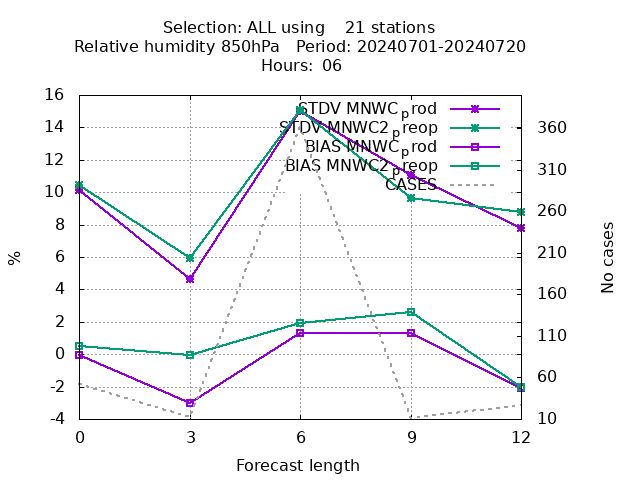 Selection: ALL using    21 stations
Relative humidity 850hPa   Period: 20240701-20240720
Hours: 06
STDV MNWC_prod
STDV MNWC2_preop
BIAS MNWC_prod
BIAS MNWC2_preop
CASES
16
14
12
10
8
6
4
2
0
-2
-4
%
360
310
260
210
160
110
60
10
No cases
0 3 6 9 12
Forecast length